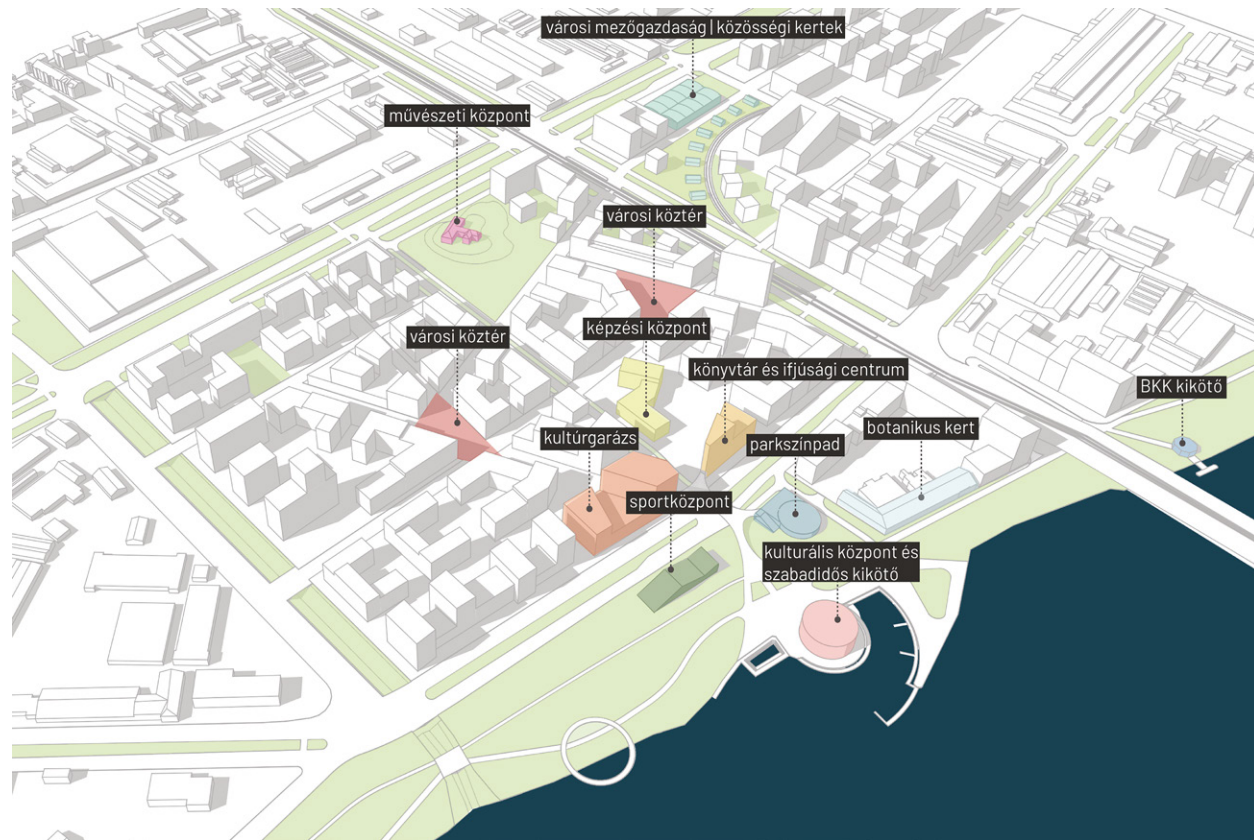 városi mezőgazdaság | közösségi kertek
művészeti központ
városi köztér
képzési központ
városi köztér
könyvtár és ifjúsági centrum
BKK kikötő
botanikus kert
kultúrgarázs
parkszínpad
sportközpont
kulturális központ és
szabadidős kikötő